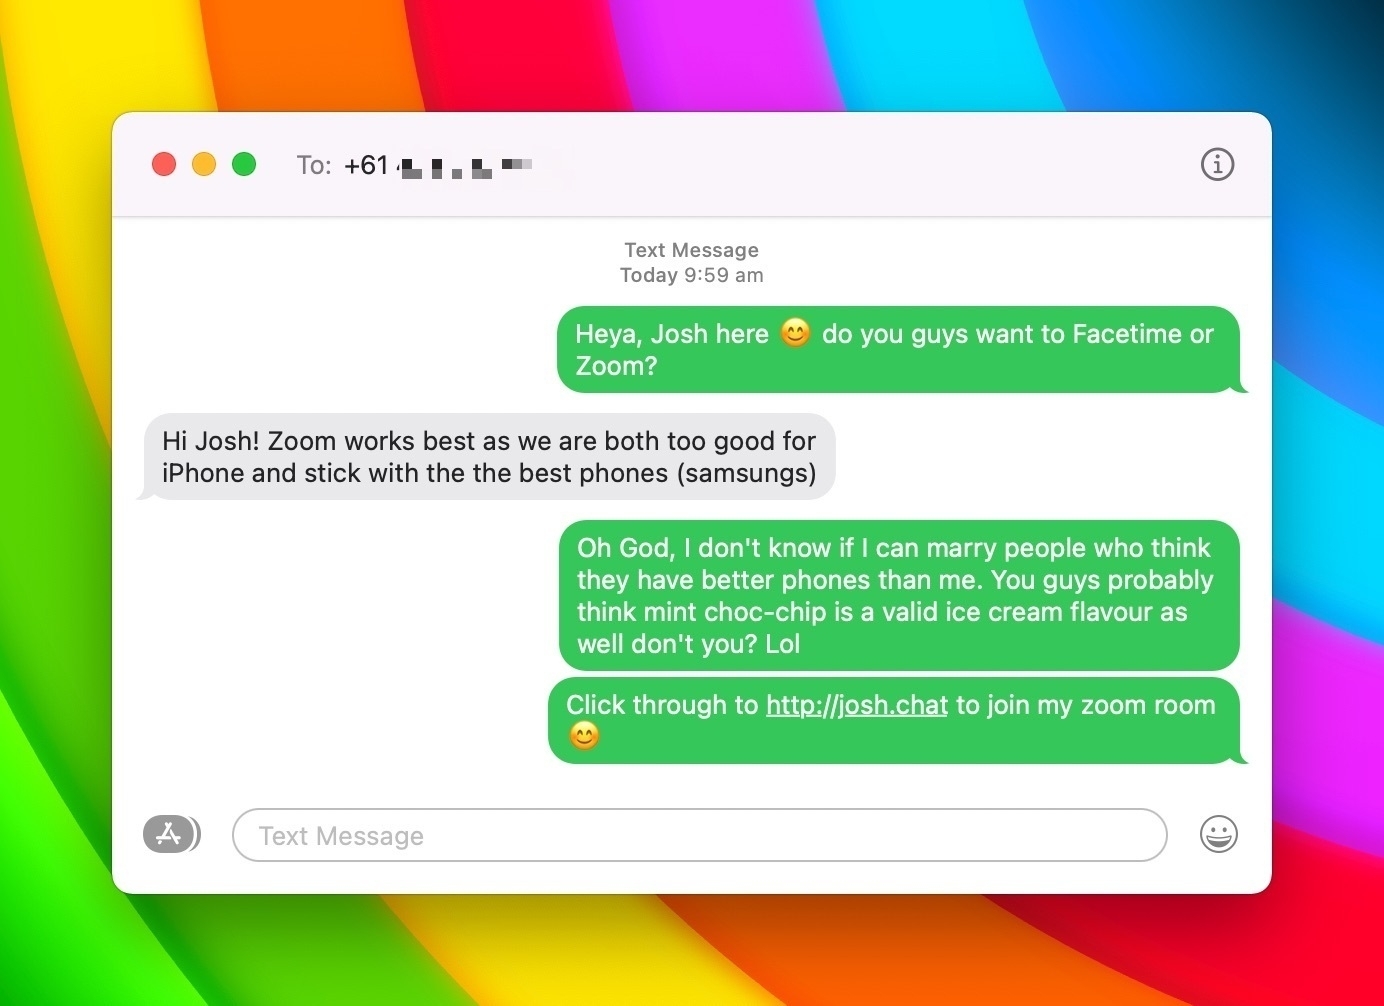 To: +61
Text Message
Today 9:59 am
Heya, Josh here 😊 do you guys want to Facetime or
Zoom?
Hi Josh! Zoom works best as we are both too good for
iPhone and stick with the the best phones (samsungs)
Oh God, I don't know if I can marry people who think
they have better phones than me. You guys probably
think mint choc-chip is a valid ice cream flavour as
well don't you? Lol
Click through to http://josh.chat to join my zoom room
😊
Text Message